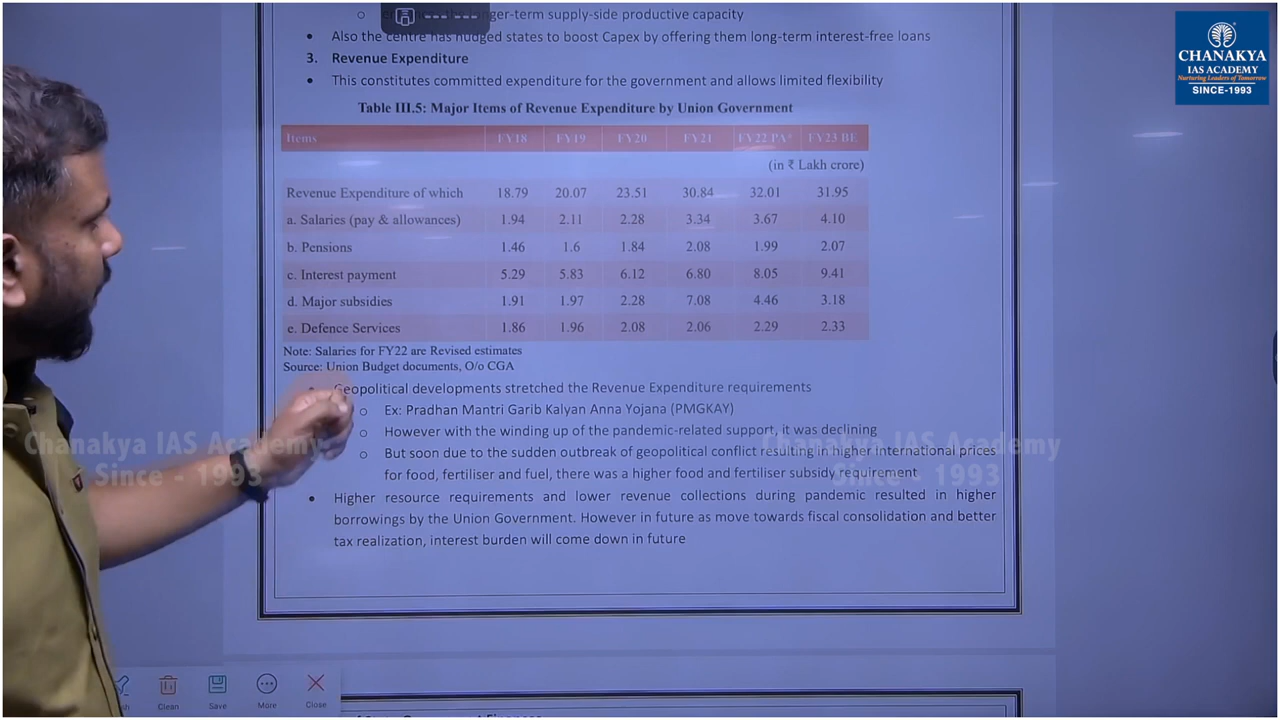 longer-term supply-side productive capacity
Also the centre has nudged states to boost Capex by offering them long-term interest-free loans
3. Revenue Expenditure
This constitutes committed expenditure for the government and allows limited flexibility
Table III.5: Major Items of Revenue Expenditure by Union Government
Items FY18 FY19 FY20 FY21 FY22 PA* FY23 BE
(in ₹ Lakh crore)
Revenue Expenditure of which 18.79 20.07 23.51 30.84 32.01 31.95
a. Salaries (pay & allowances) 1.94 2.11 2.28 3.34 3.67 4.10
b. Pensions 1.46 1.6 1.84 2.08 1.99 2.07
c. Interest payment 5.29 5.83 6.12 6.80 8.05 9.41
d. Major subsidies 1.91 1.97 2.28 7.08 4.46 3.18
e. Defence Services 1.86 1.96 2.08 2.06 2.29 2.33
Note: Salaries for FY22 are Revised estimates
Source: Union Budget documents, O/o CGA
Geopolitical developments stretched the Revenue Expenditure requirements
Ex: Pradhan Mantri Garib Kalyan Anna Yojana (PMGKAY)
However with the winding up of the pandemic-related support, it was declining
But soon due to the sudden outbreak of geopolitical conflict resulting in higher international prices
for food, fertiliser and fuel, there was a higher food and fertiliser subsidy requirement
Higher resource requirements and lower revenue collections during pandemic resulted in higher
borrowings by the Union Government. However in future as move towards fiscal consolidation and better
tax realization, interest burden will come down in future
Clean Save More Close
CHANAKYA
IAS ACADEMY
Nurturing Leaders of Tomorrow
SINCE-1993
Chanakya IAS Academy
Since - 1993
Chanakya IAS Academy
Since - 1993